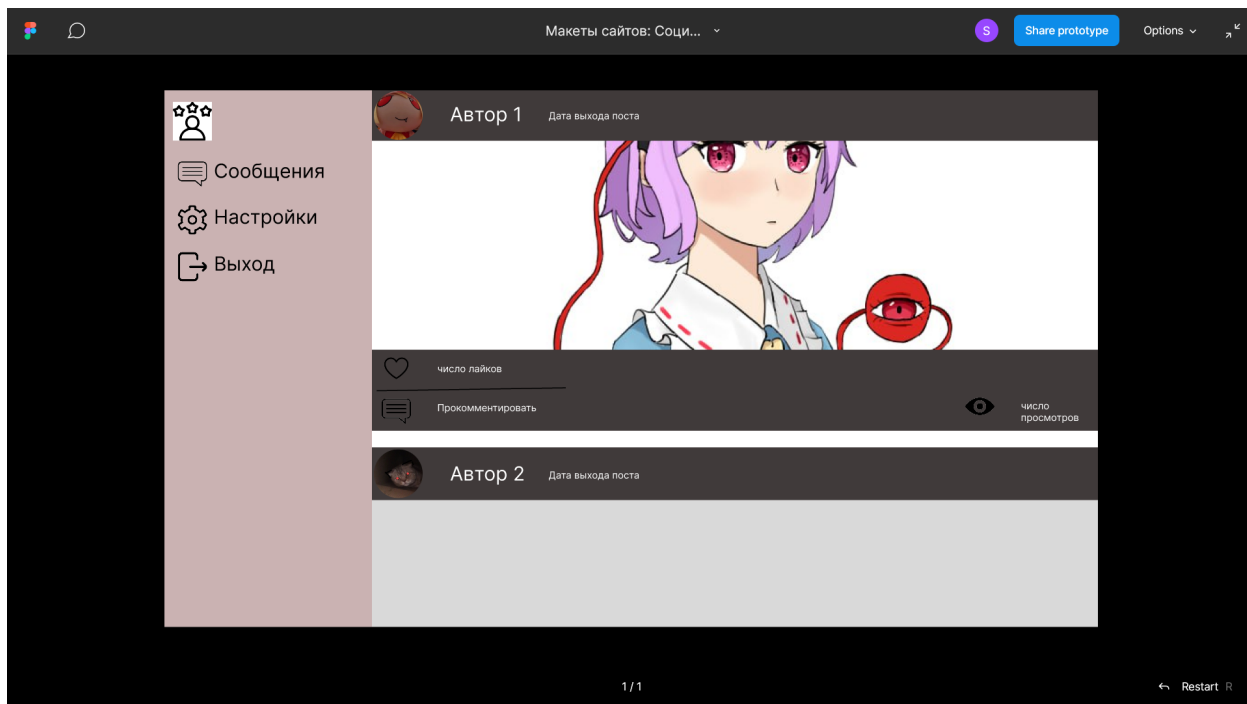 Макеты сайтов: Соци...
S
Share prototype
Options
Автор 1
Дата выхода поста
Сообщения
Настройки
Выход
число лайков
Прокомментировать
число
просмотров
Автор 2
Дата выхода поста
1 / 1
Restart R